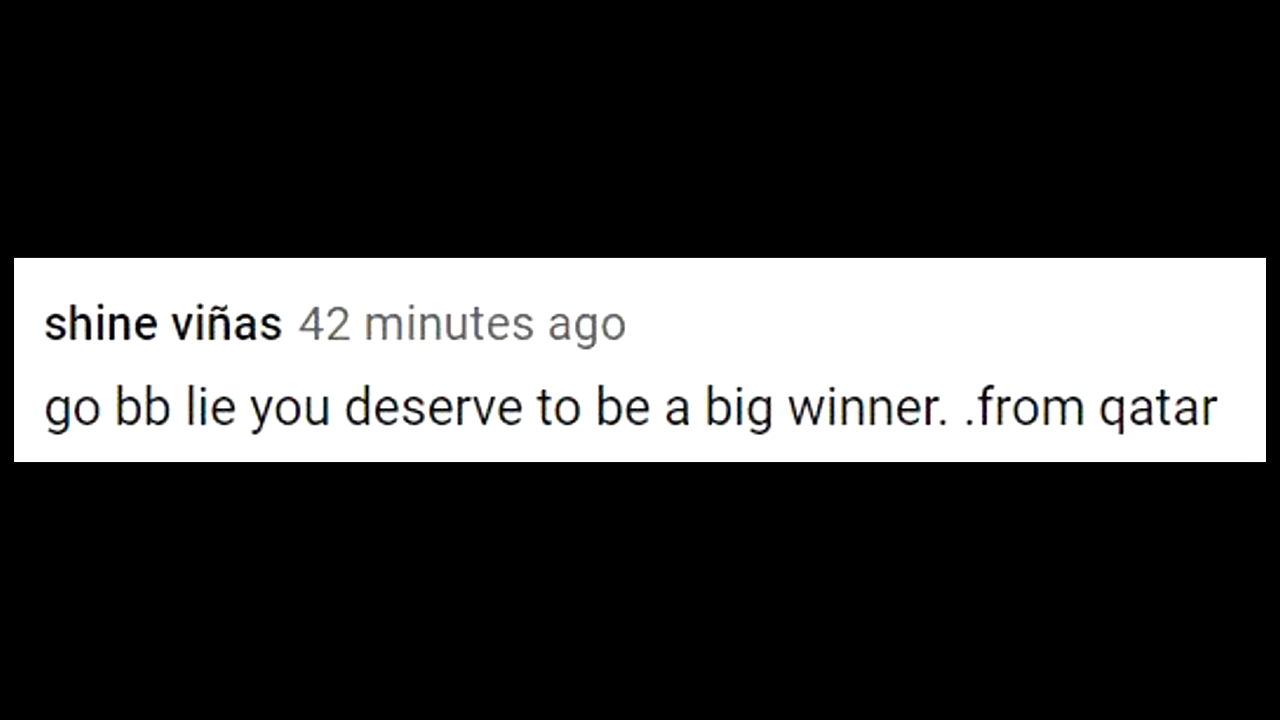 shine viñas 42 minutes ago
go bb lie you deserve to be a big winner. .from qatar